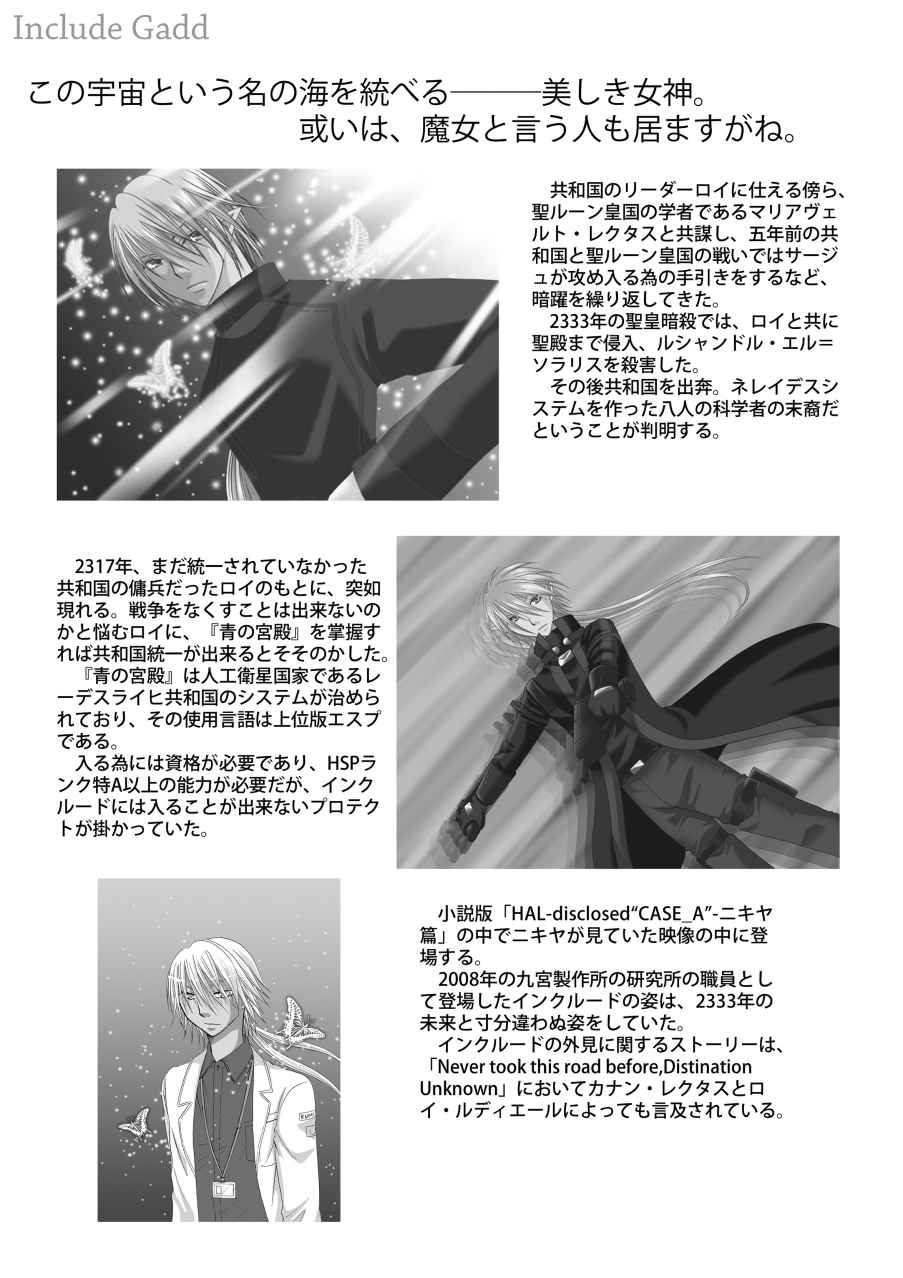 Include Gadd
この宇宙という名の海を統べる―――美しき女神。
或いは、魔女と言う人も居ますがね。
共和国のリーダーロイに仕える傍ら、
聖ルーン皇国の学者であるマリアヴェ
ルト・レクタスと共謀し、五年前の共
和国と聖ルーン皇国の戦いではサージ
ュが攻め入る為の手引きをするなど、
暗躍を繰り返してきた。
2333年の聖皇暗殺では、ロイと共に
聖殿まで侵入、ルシャンドル・エル＝
ソラリスを殺害した。
その後共和国を出奔。ネレイデスシ
ステムを作った八人の科学者の末裔だ
ということが判明する。
2317年、まだ統一されていなかった
共和国の傭兵だったロイのもとに、突如
現れる。戦争をなくすことは出来ないの
かと悩むロイに、『青の宮殿』を掌握す
れば共和国統一が出来るとそそのかした。
『青の宮殿』は人工衛星国家であるレ
ーデスライヒ共和国のシステムが治めら
れており、その使用言語は上位版エスプ
である。
入る為には資格が必要であり、HSPラ
ンク特A以上の能力が必要だが、インク
ルードには入ることが出来ないプロテク
トが掛かっていた。
小説版「HAL-disclosed“CASE_A”-ニキヤ
篇」の中でニキヤが見ていた映像の中に登
場する。
2008年の九宮製作所の研究所の職員とし
て登場したインクルードの姿は、2333年の
未来と寸分違わぬ姿をしていた。
インクルードの外見に関するストーリーは、
「Never took this road before,Distination
Unknown」においてカナン・レクタスとロ
イ・ルディエールによっても言及されている。